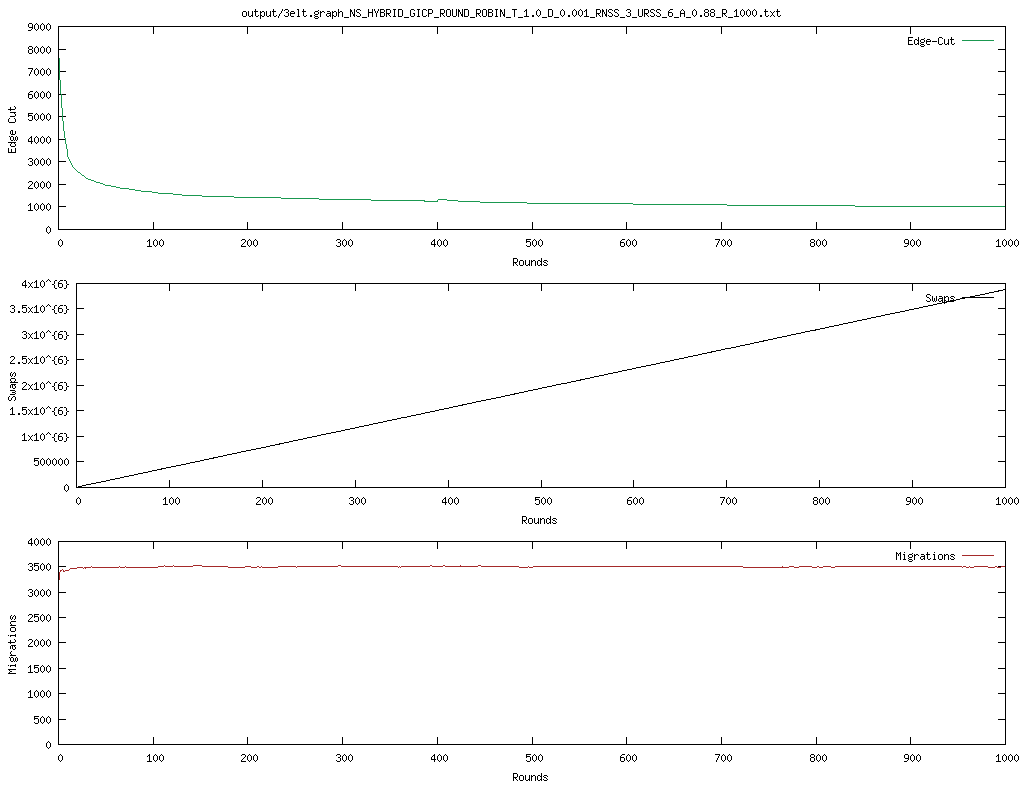 output/3elt.graph_NS_HYBRID_GICP_ROUND_ROBIN_T_1.0_D_0.001_RNSS_3_URSS_6_A_0.88_R_1000.txt
9000
8000
7000
6000
5000
4000
3000
2000
1000
0
Edge Cut
Edge-Cut
0 100 200 300 400 500 600 700 800 900 1000
Rounds
4x10^{6}
3.5x10^{6}
3x10^{6}
2.5x10^{6}
2x10^{6}
1.5x10^{6}
1x10^{6}
500000
0
Swaps
Swaps
0 100 200 300 400 500 600 700 800 900 1000
Rounds
4000
3500
3000
2500
2000
1500
1000
500
0
Migrations
Migrations
0 100 200 300 400 500 600 700 800 900 1000
Rounds